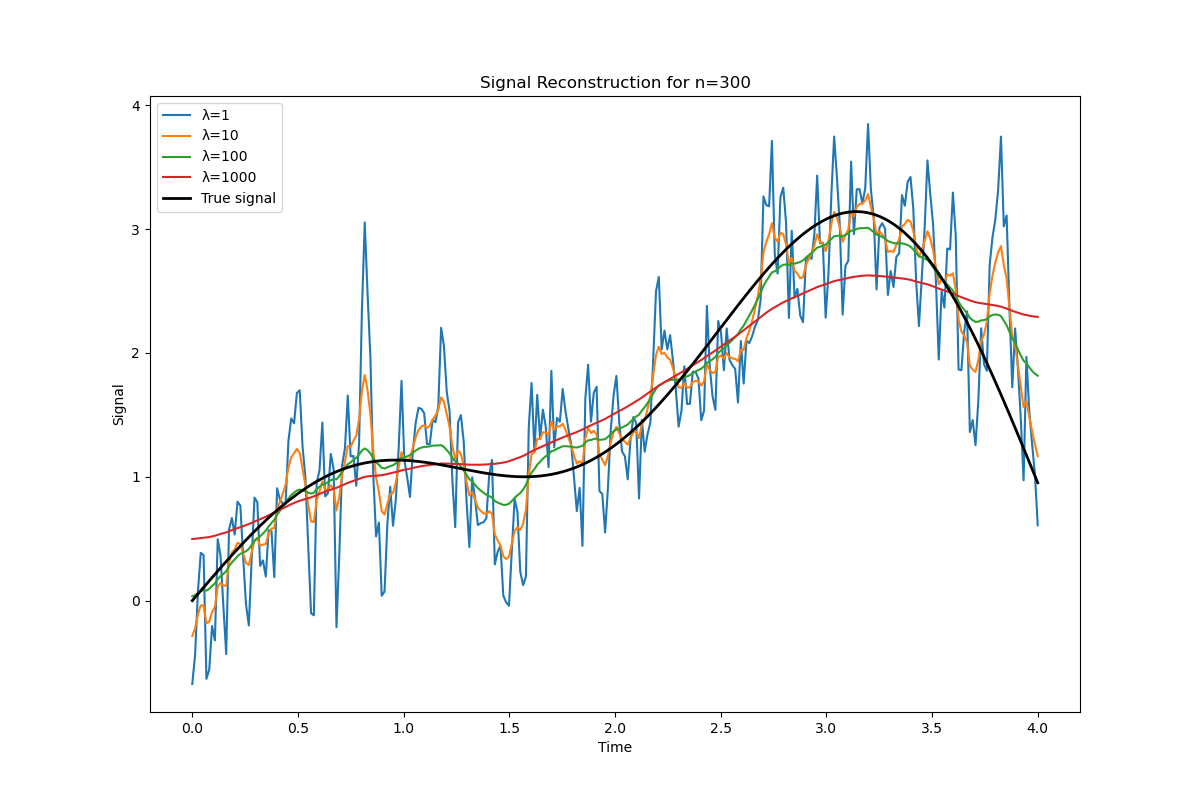 Signal Reconstruction for n=300
λ=1
λ=10
λ=100
λ=1000
True signal
Signal
4
3
2
1
0
0.0 0.5 1.0 1.5 2.0 2.5 3.0 3.5 4.0
Time